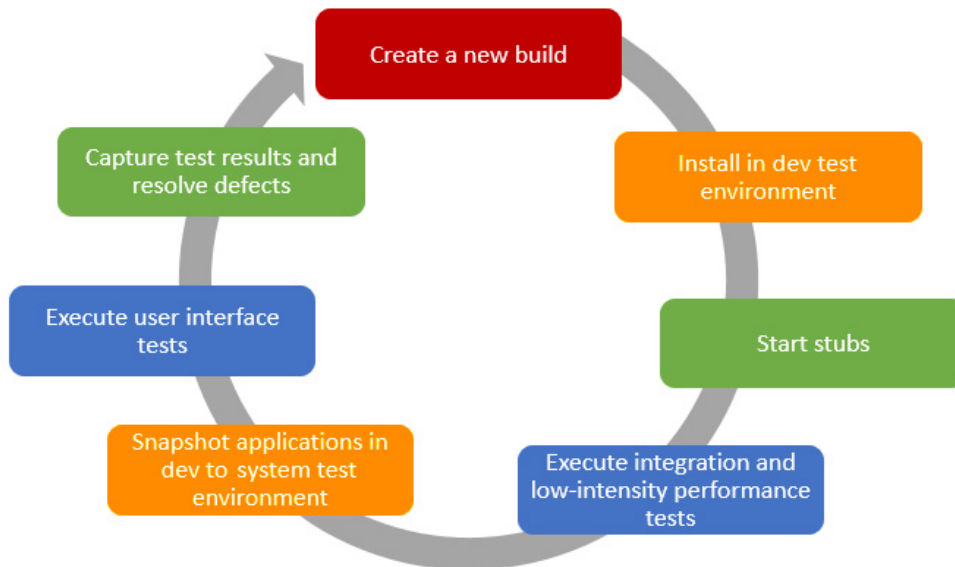 Create a new build
Install in dev test
environment
Start stubs
Execute integration and
low-intensity performance
tests
Snapshot applications in
dev to system test
environment
Execute user interface
tests
Capture test results and
resolve defects